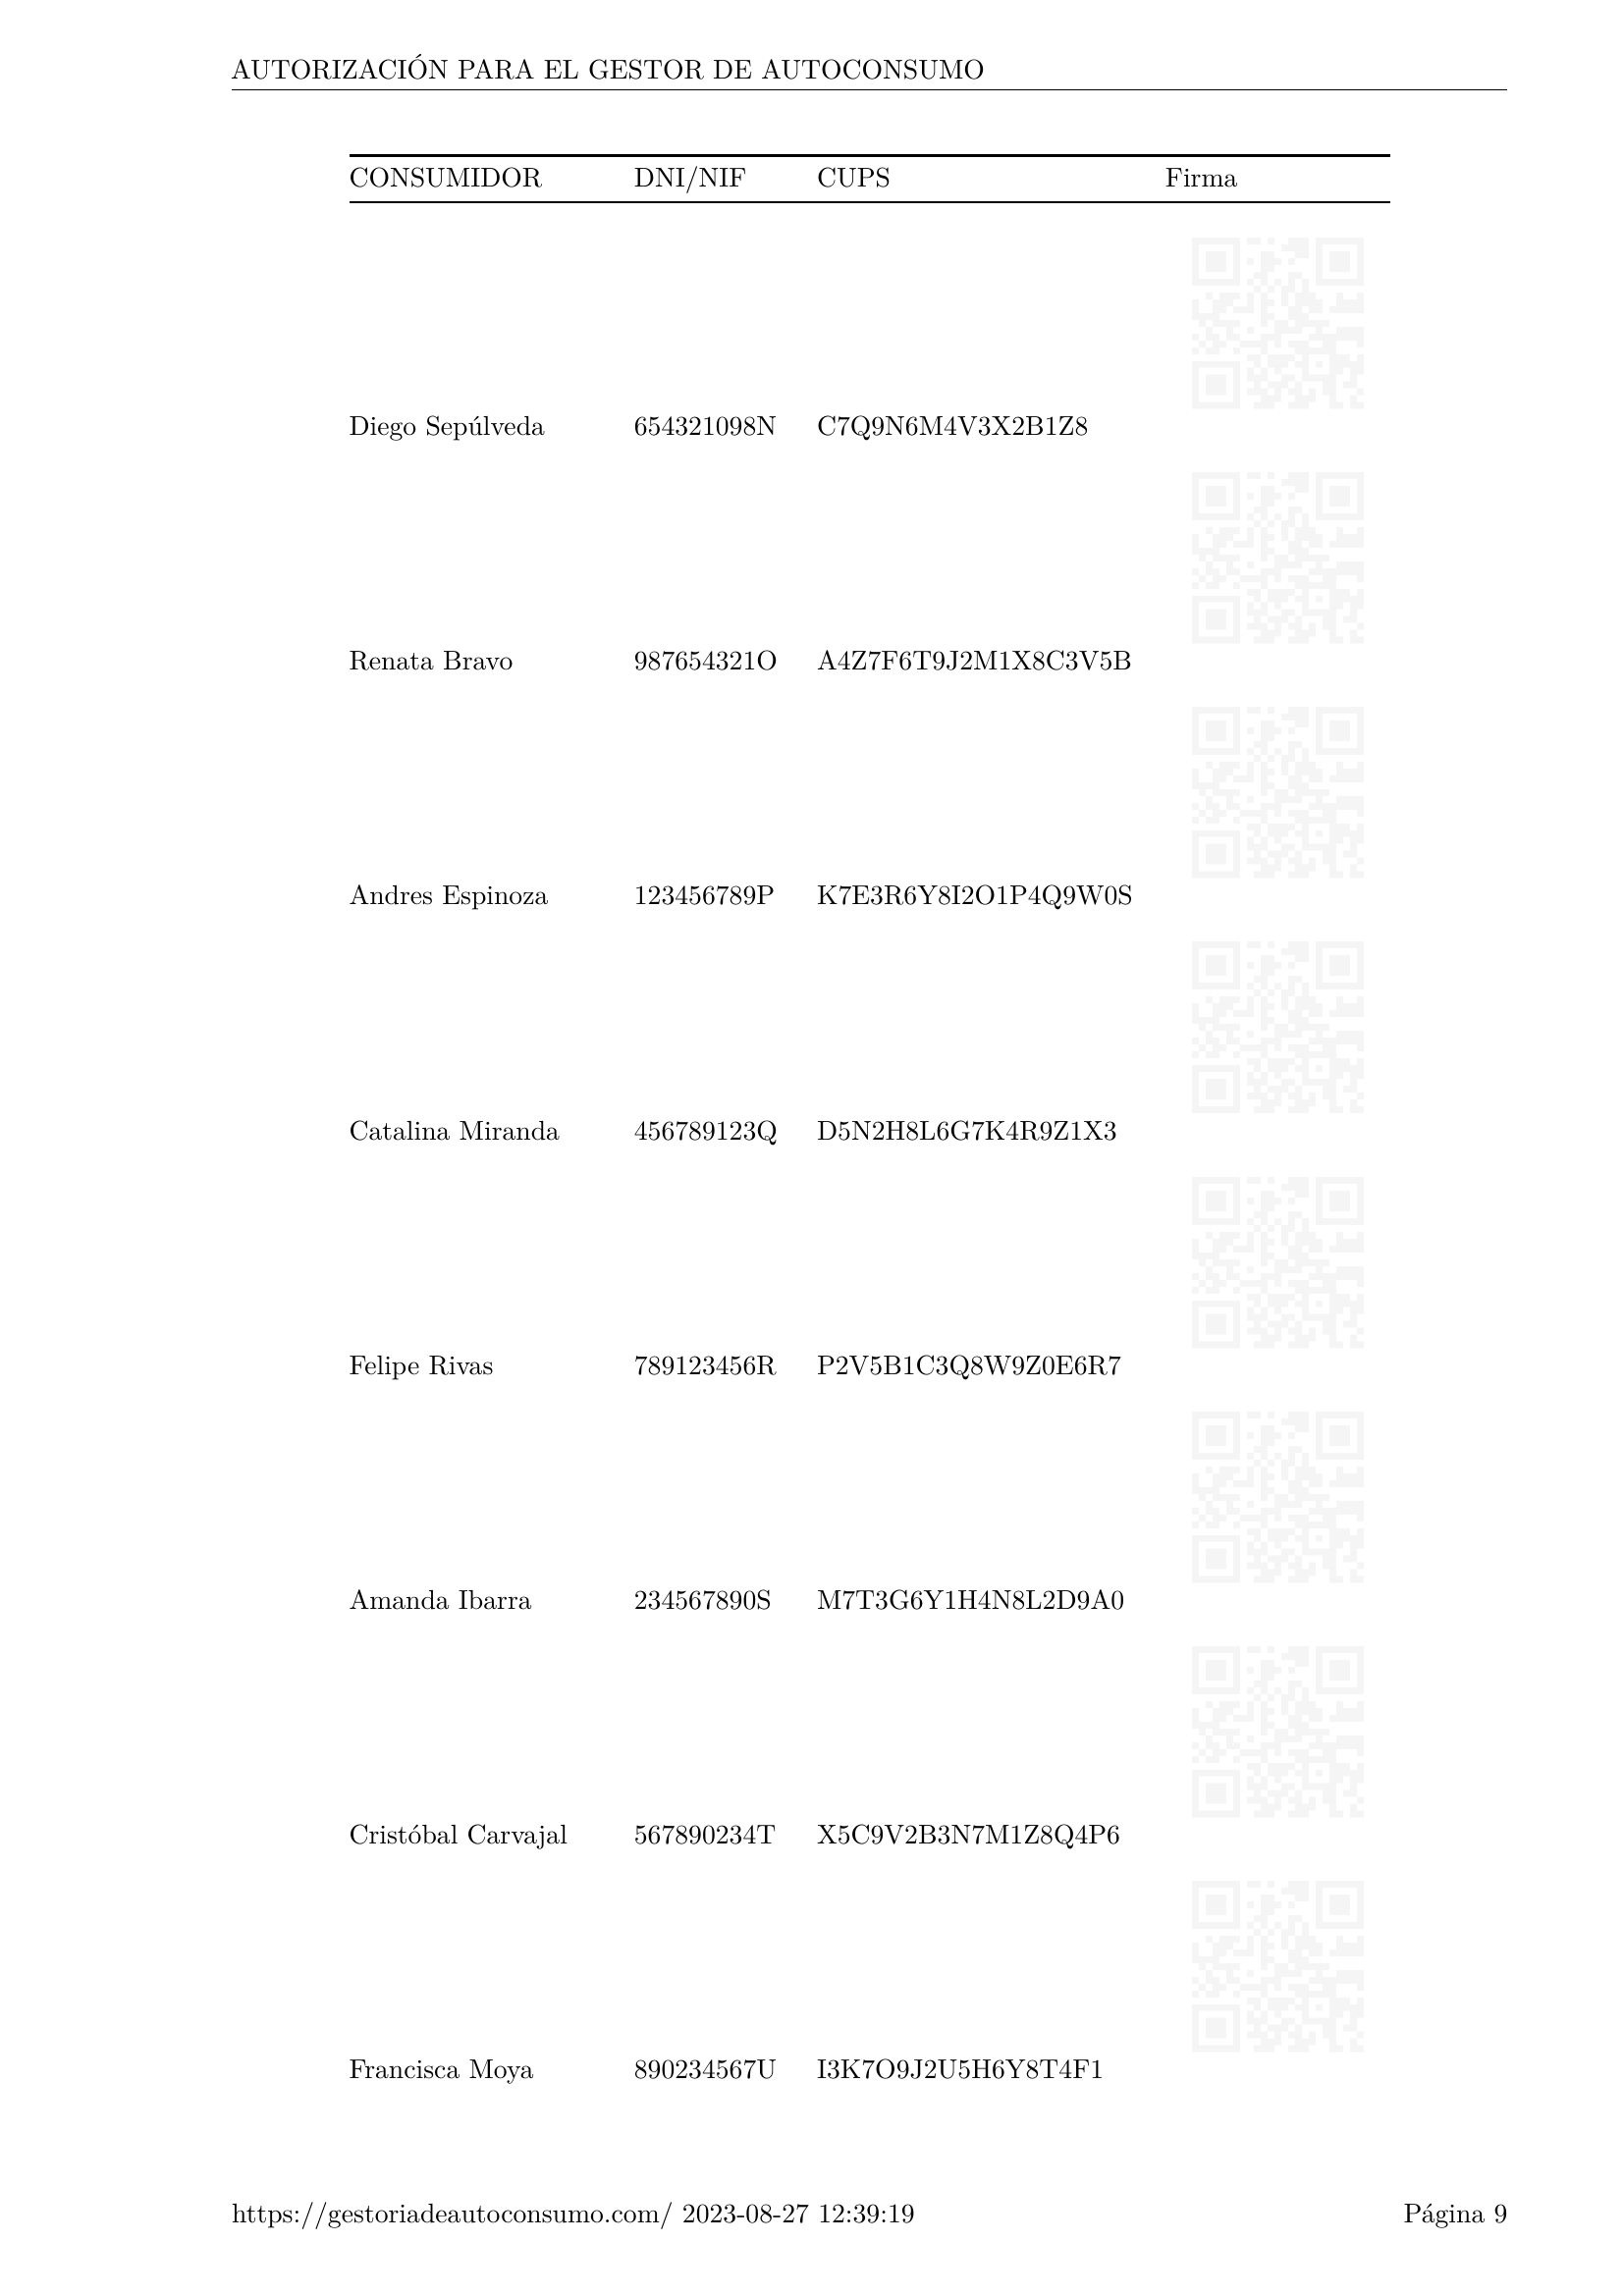 AUTORIZACIÓN PARA EL GESTOR DE AUTOCONSUMO
CONSUMIDOR DNI/NIF CUPS Firma
Diego Sepúlveda 654321098N C7Q9N6M4V3X2B1Z8
Renata Bravo 987654321O A4Z7F6T9J2M1X8C3V5B
Andres Espinoza 123456789P K7E3R6Y8I2O1P4Q9W0S
Catalina Miranda 456789123Q D5N2H8L6G7K4R9Z1X3
Felipe Rivas 789123456R P2V5B1C3Q8W9Z0E6R7
Amanda Ibarra 234567890S M7T3G6Y1H4N8L2D9A0
Cristóbal Carvajal 567890234T X5C9V2B3N7M1Z8Q4P6
Francisca Moya 890234567U I3K7O9J2U5H6Y8T4F1
https://gestoriadeautoconsumo.com/ 2023-08-27 12:39:19 Página 9